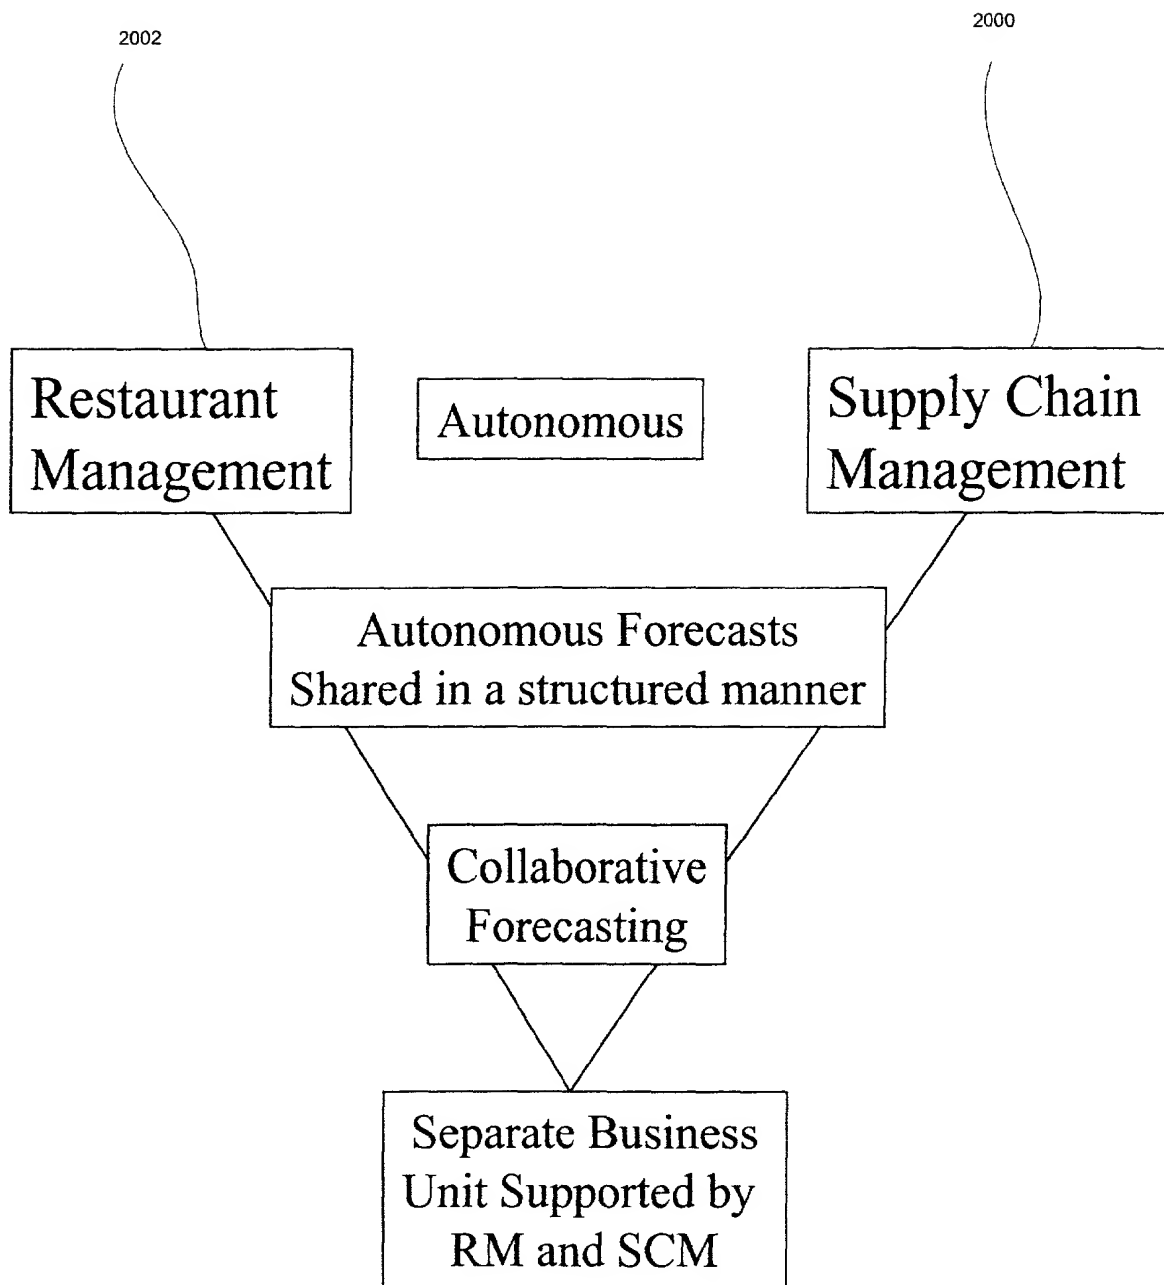 2002
2000
Restaurant
Management
Autonomous
Supply Chain
Management
Autonomous Forecasts
Shared in a structured manner
Collaborative
Forecasting
Separate Business
Unit Supported by
RM and SCM